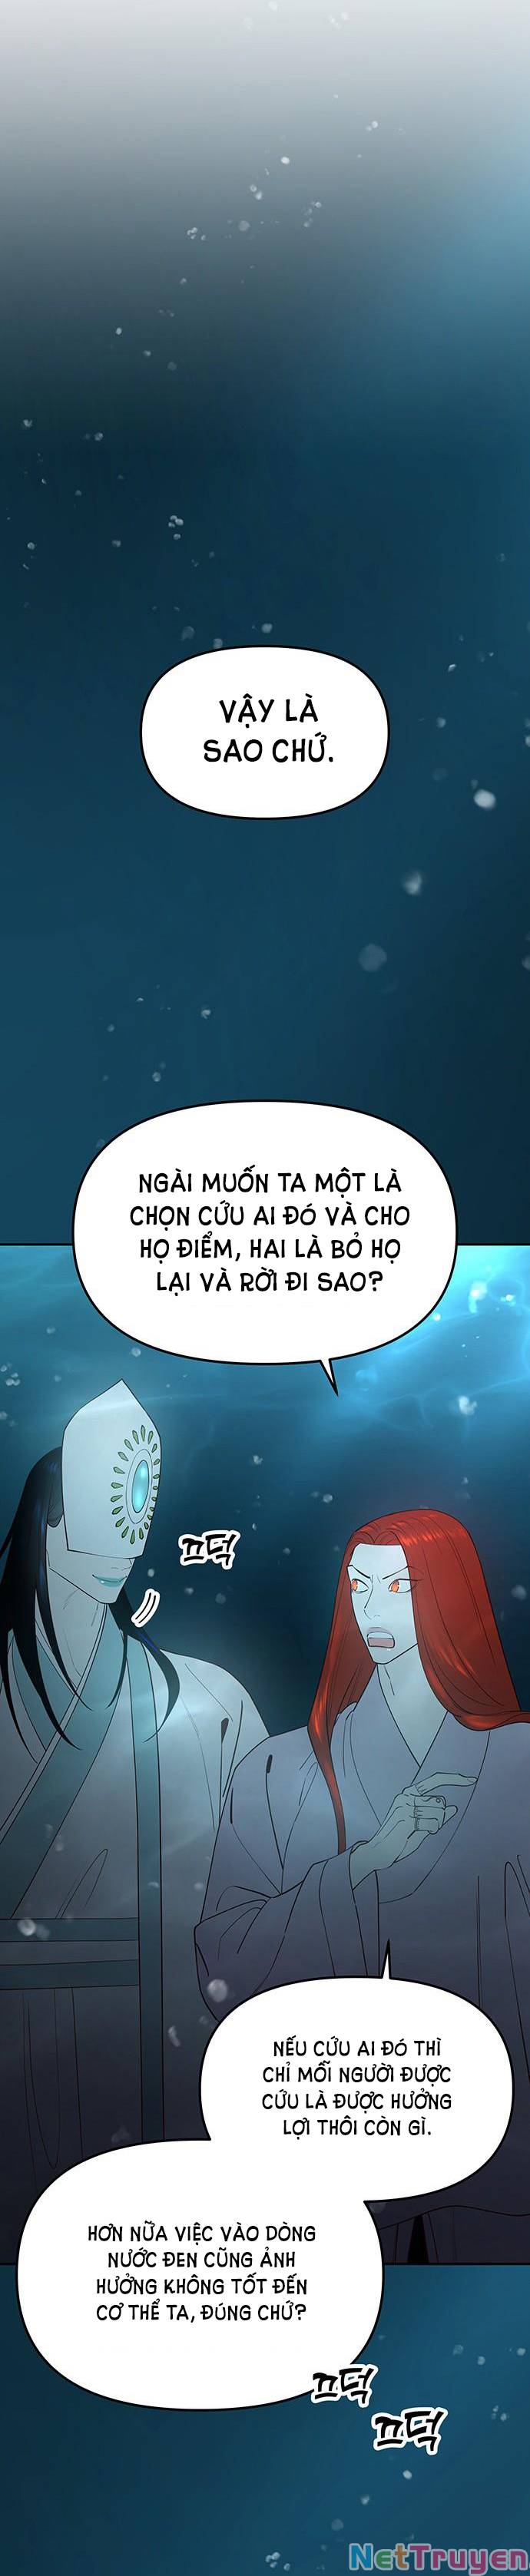 VẬY LÀ
SAO CHỨ.
NGÀI MUỐN TA MỘT LÀ
CHỌN CỨU AI ĐÓ VÀ CHO
HỌ ĐIỂM, HAI LÀ BỎ HỌ
LẠI VÀ RỜI ĐI SAO?
끄덕
NẾU CỨU AI ĐÓ THÌ
CHỈ MỖI NGƯỜI ĐƯỢC
CỨU LÀ ĐƯỢC HƯỞNG
LỢI THÔI CÒN GÌ.
HƠN NỮA VIỆC VÀO DÒNG
NƯỚC ĐEN CŨNG ẢNH
HƯỞNG KHÔNG TỐT ĐẾN
CƠ THỂ TA, ĐÚNG CHỨ?
끄덕
끄덕
NetTruyen